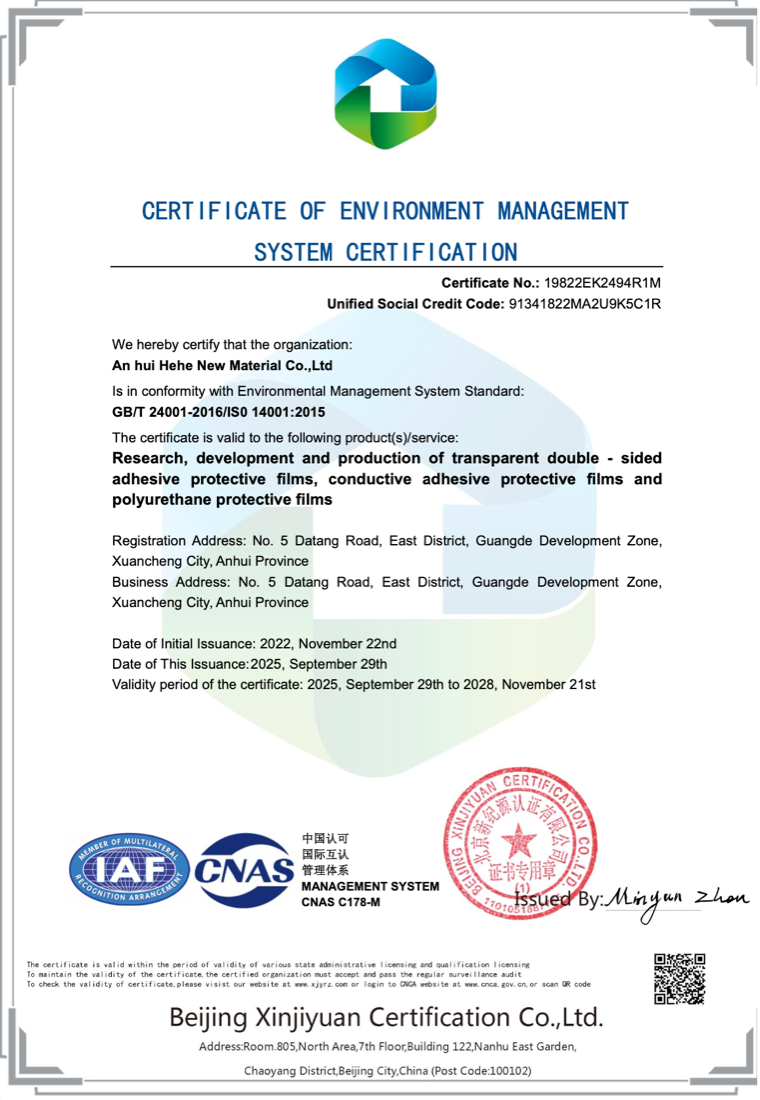 CERTIFICATE OF ENVIRONMENT MANAGEMENT
SYSTEM CERTIFICATION
Certificate No.: 19822EK2494R1M
Unified Social Credit Code: 91341822MA2U9K5C1R
We hereby certify that the organization:
An hui Hehe New Material Co.,Ltd
Is in conformity with Environmental Management System Standard:
GB/T 24001-2016/IS0 14001:2015
The certificate is valid to the following product(s)/service:
Research, development and production of transparent double - sided
adhesive protective films, conductive adhesive protective films and
polyurethane protective films
Registration Address: No. 5 Datang Road, East District, Guangde Development Zone,
Xuancheng City, Anhui Province
Business Address: No. 5 Datang Road, East District, Guangde Development Zone,
Xuancheng City, Anhui Province
Date of Initial Issuance: 2022, November 22nd
Date of This Issuance:2025, September 29th
Validity period of the certificate: 2025, September 29th to 2028, November 21st
MEMBER OF MULTILATERAL
IAF
RECOGNITION ARRANGEMENT
CNAS
中国认可
国际互认
管理体系
MANAGEMENT SYSTEM
CNAS C178-M
BEIJING XINJIYUAN CERTIFICATION CO.,LTD.
北京新纪源认证有限公司
证书专用章
(1)
Issued By: Minyun Zhou
The certificate is valid within the period of validity of various state administrative licensing and qualification licensing
To maintain the validity of the certificate,the certified organization must accept and pass the regular surveillance audit
To check the validity of certificate,please visist our website at www.xjyrz.com or login to CNCA website at www.cnca.gov.cn,or scan QR code
Beijing Xinjiyuan Certification Co.,Ltd.
Address:Room.805,North Area,7th Floor,Building 122,Nanhu East Garden,
Chaoyang District,Beijing City,China (Post Code:100102)